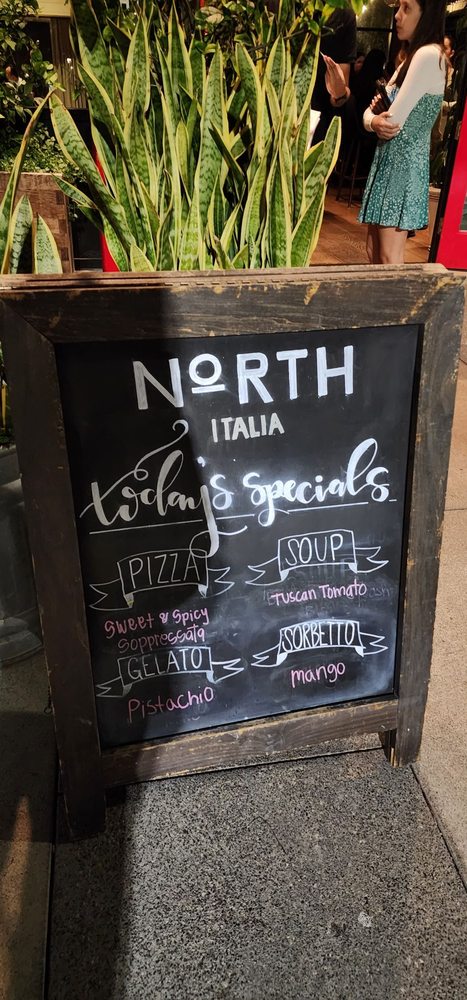 NORTH
ITALIA
today's specials
PIZZA
Sweet & Spicy
Soppressata
SOUP
Tuscan Tomato
GELATO
Pistachio
SORBETTO
mango